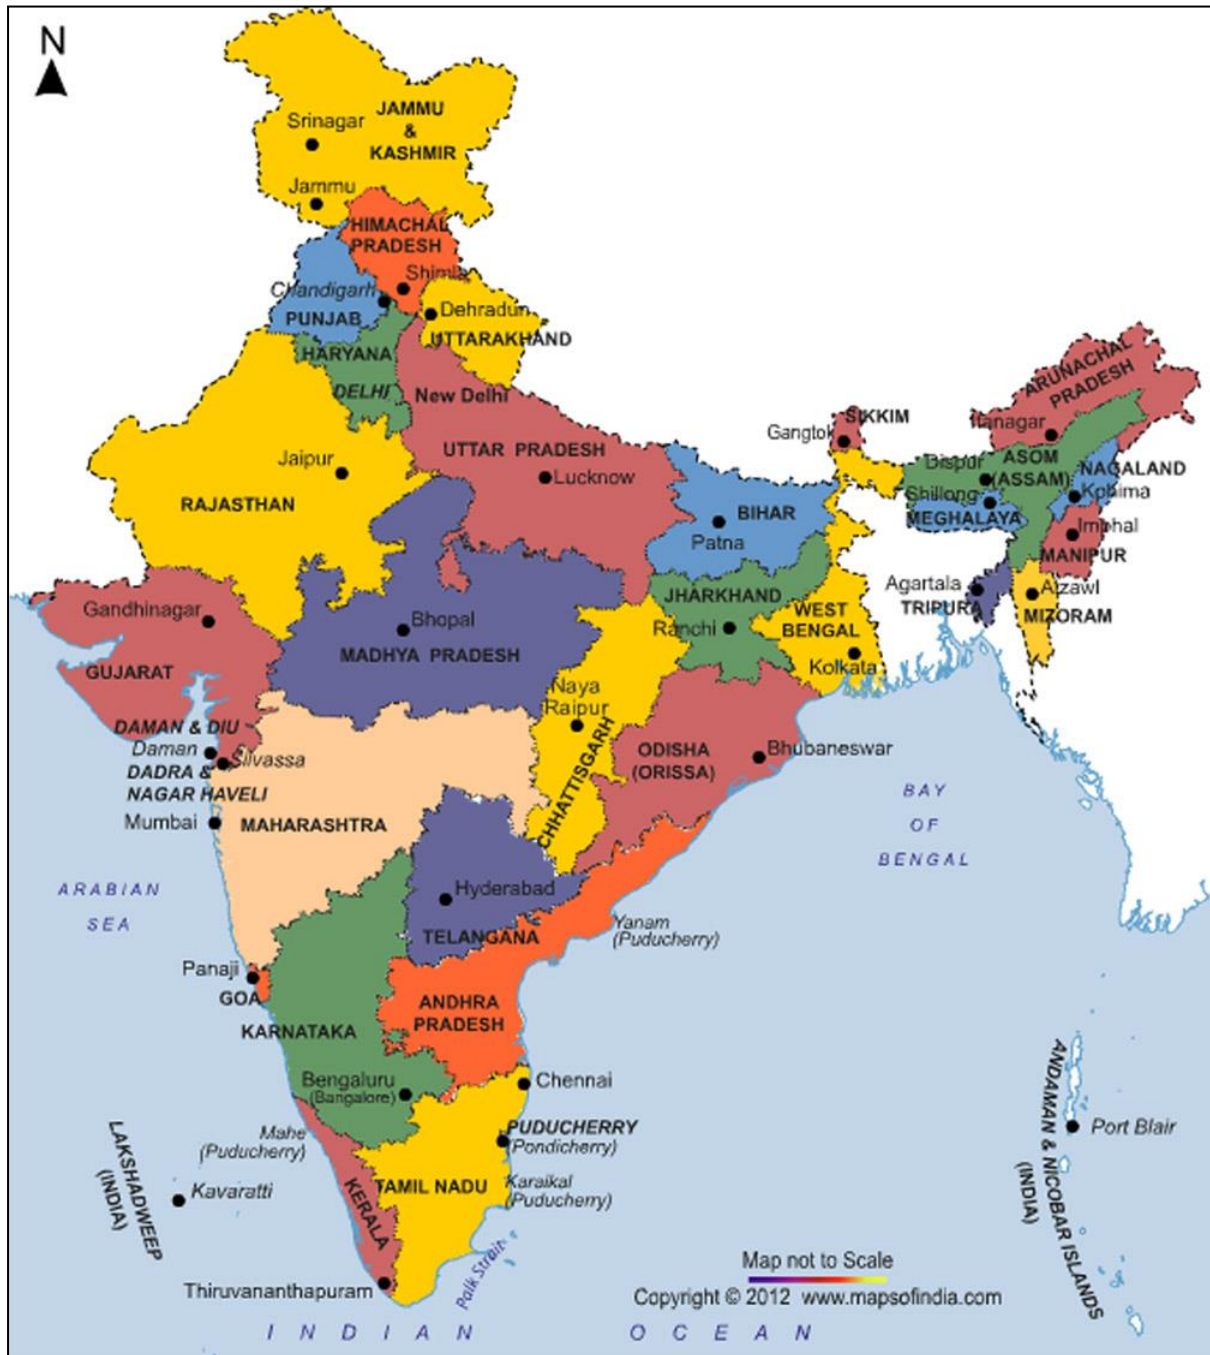 N
JAMMU
&
KASHMIR
Srinagar
Jammu
HIMACHAL
PRADESH
Shimla
Chandigarh
PUNJAB
Dehradun
UTTARAKHAND
HARYANA
DELHI
New Delhi
ARUNACHAL
PRADESH
SIKKIM
Gangtok
Itanagar
UTTAR PRADESH
Lucknow
Jaipur
RAJASTHAN
ASOM
(ASSAM)
Dispur
NAGALAND
Kohima
Shillong
MEGHALAYA
BIHAR
Patna
Imphal
MANIPUR
Agartala
TRIPURA
Aizawl
MIZORAM
JHARKHAND
Ranchi
WEST
BENGAL
Kolkata
Gandhinagar
GUJARAT
Bhopal
MADHYA PRADESH
Naya
Raipur
CHHATTISGARH
DAMAN & DIU
Daman
Silvassa
DADRA &
NAGAR HAVELI
Mumbai
MAHARASHTRA
ODISHA
(ORISSA)
Bhubaneswar
BAY
OF
BENGAL
ARABIAN
SEA
Hyderabad
TELANGANA
Yanam
(Puducherry)
Panaji
GOA
KARNATAKA
ANDHRA
PRADESH
Bengaluru
(Bangalore)
Chennai
PUDUCHERRY
(Pondicherry)
Mahe
(Puducherry)
Karaikal
(Puducherry)
TAMIL NADU
KERALA
LAKSHADWEEP
(INDIA)
Kavaratti
ANDAMAN & NICOBAR ISLANDS
(INDIA)
Port Blair
Thiruvananthapuram
Palk Strait
Map not to Scale
Copyright © 2012 www.mapsofindia.com
INDIAN OCEAN